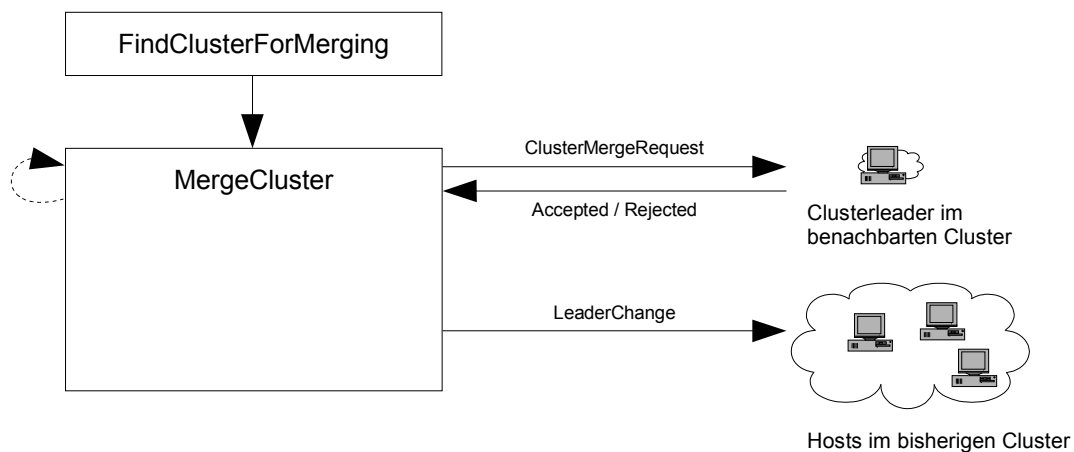 FindClusterForMerging
MergeCluster
ClusterMergeRequest
Accepted / Rejected
Clusterleader im
benachbarten Cluster
LeaderChange
Hosts im bisherigen Cluster